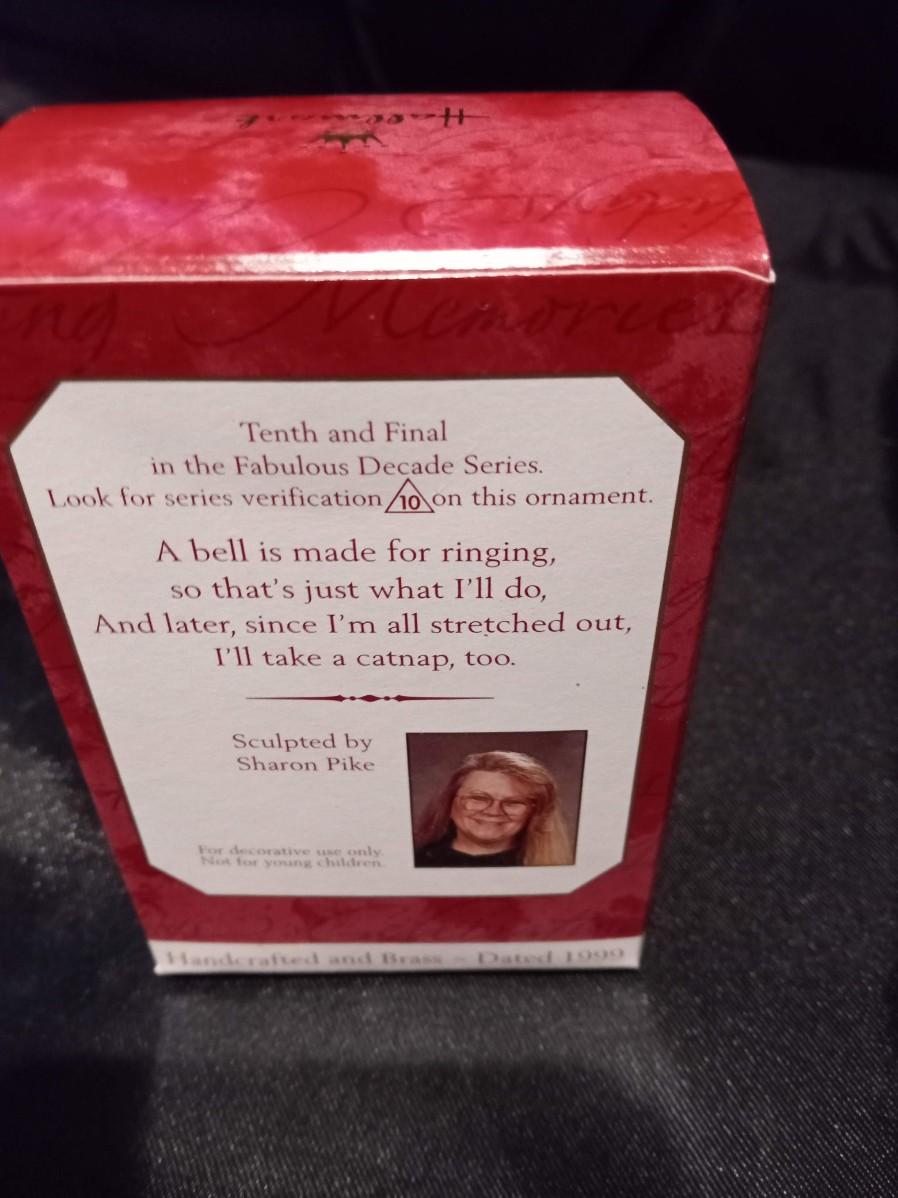 Hallmark
Memories
Tenth and Final
in the Fabulous Decade Series.
Look for series verification 10 on this ornament.
A bell is made for ringing,
so that's just what I'll do,
And later, since I'm all stretched out,
I'll take a catnap, too.
Sculpted by
Sharon Pike
For decorative use only.
Not for young children.
Handcrafted and Brass ~ Dated 1999